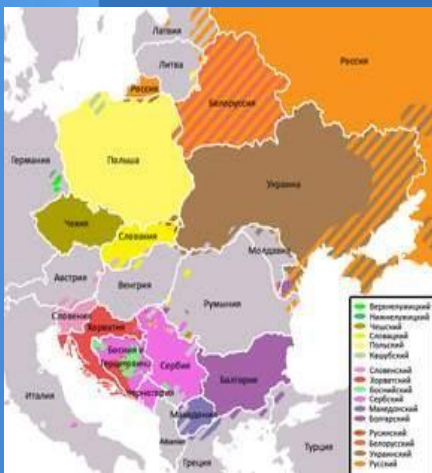 Латвия
Литва
Россия
Россия
Белоруссия
Германия
Польша
Украина
Чехия
Словакия
Молдавия
Австрия
Венгрия
Румыния
Словения
Хорватия
Босния и
Герцеговина
Сербия
Черногория
Италия
Болгария
Македония
Албания
Греция
Турция
Верхнелужицкий
Нижнелужицкий
Чешский
Словацкий
Польский
Кашубский
Словенский
Хорватский
Боснийский
Сербский
Македонский
Болгарский
Русинский
Белорусский
Украинский
Русский